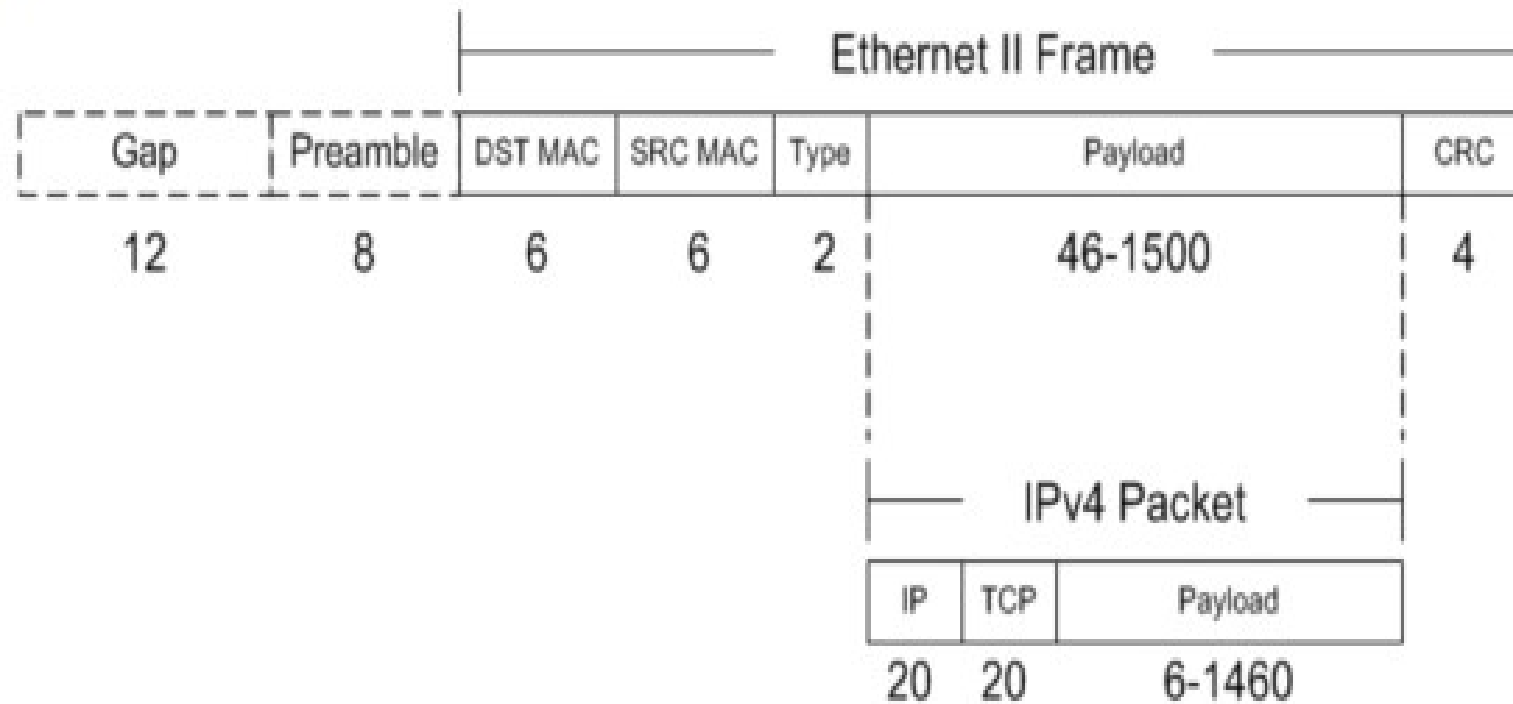 Ethernet II Frame
Gap Preamble DST MAC SRC MAC Type Payload CRC
12 8 6 6 2 46-1500 4
IPv4 Packet
IP TCP Payload
20 20 6-1460